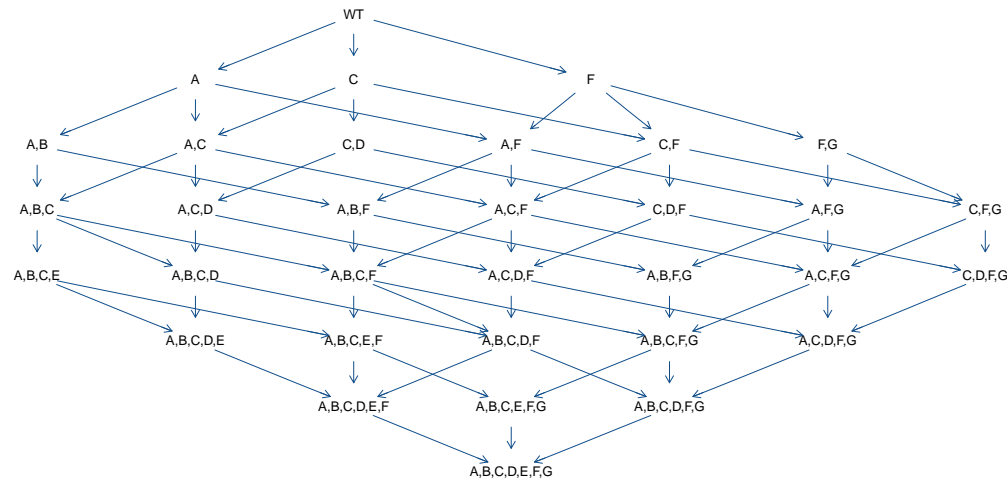 WT
A
C
F
A,B
A,C
C,D
A,F
C,F
F,G
A,B,C
A,C,D
A,B,F
A,C,F
C,D,F
A,F,G
C,F,G
A,B,C,E
A,B,C,D
A,B,C,F
A,C,D,F
A,B,F,G
A,C,F,G
C,D,F,G
A,B,C,D,E
A,B,C,E,F
A,B,C,D,F
A,B,C,F,G
A,C,D,F,G
A,B,C,D,E,F
A,B,C,E,F,G
A,B,C,D,F,G
A,B,C,D,E,F,G